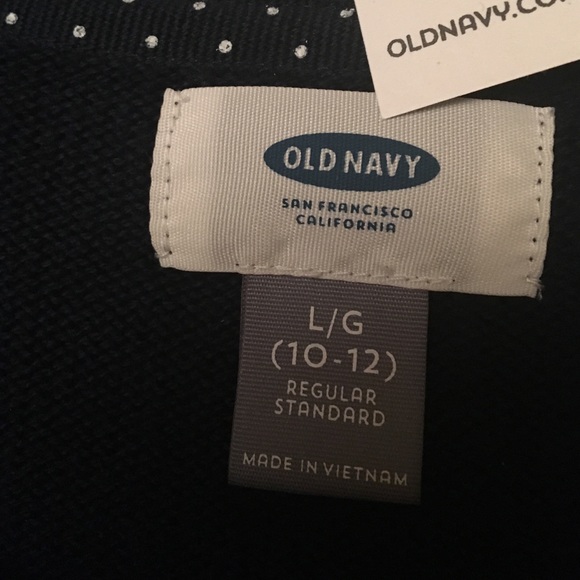 OLDNAVY.CO
OLD NAVY
SAN FRANCISCO
CALIFORNIA
L/G
(10-12)
REGULAR
STANDARD
MADE IN VIETNAM